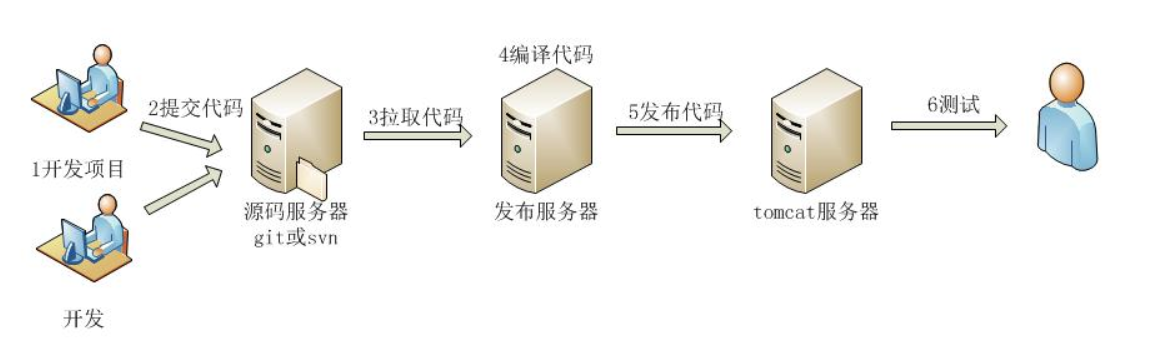 1开发项目
开发
2提交代码
源码服务器
git或svn
3拉取代码
4编译代码
发布服务器
5发布代码
tomcat服务器
6测试